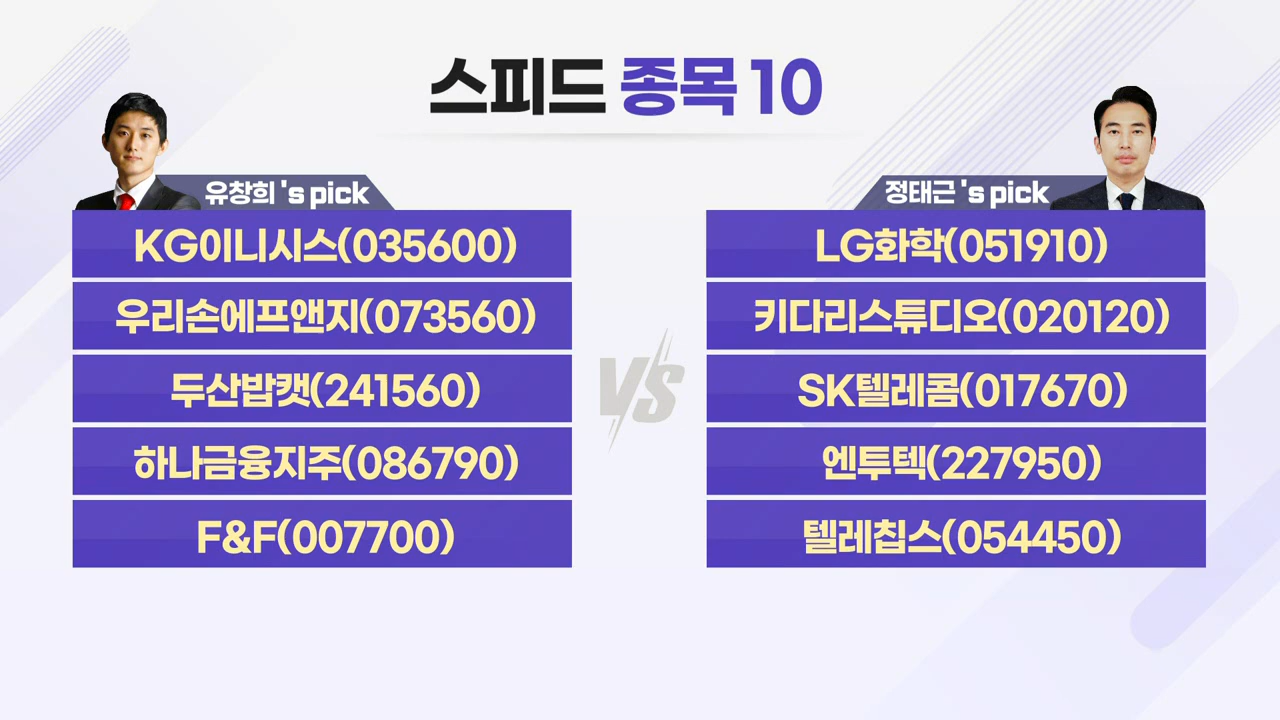 스피드 종목 10
유창희 's pick
KG이니시스(035600)
우리손에프앤지(073560)
두산밥캣(241560)
하나금융지주(086790)
F&F(007700)
VS
정태근 's pick
LG화학(051910)
키다리스튜디오(020120)
SK텔레콤(017670)
엔투텍(227950)
텔레칩스(054450)